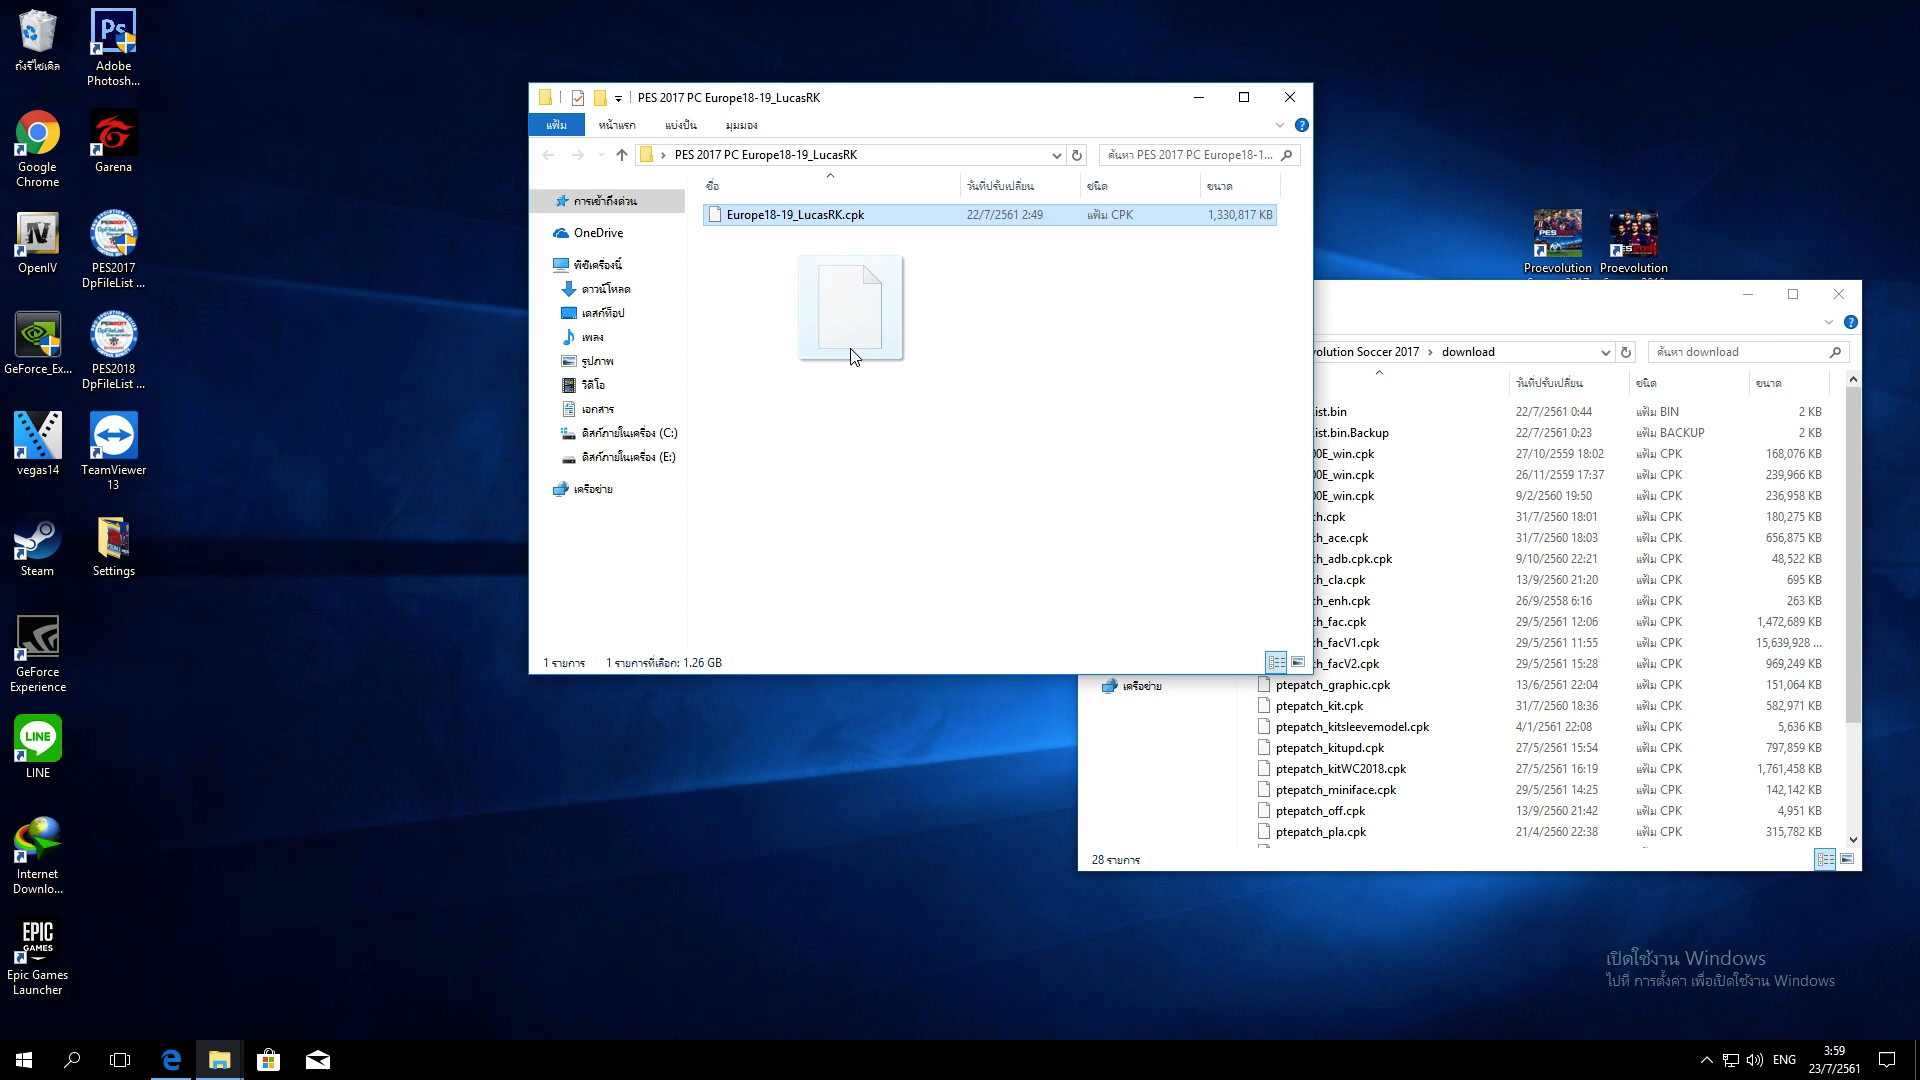 ถังรีไซเคิล
Adobe
Photosh...
Google
Chrome
Garena
OpenIV
PES2017
DpFileList ...
GeForce_Ex...
PES2018
DpFileList ...
vegas14
TeamViewer
13
Steam
Settings
GeForce
Experience
LINE
Internet
Downlo...
EPIC
GAMES
Epic Games
Launcher
Proevolution
Proevolution
PES 2017 PC Europe18-19_LucasRK
แฟ้ม
หน้าแรก
แบ่งปัน
มุมมอง
PES 2017 PC Europe18-19_LucasRK
ค้นหา PES 2017 PC Europe18-1...
ชื่อ
วันที่ปรับเปลี่ยน
ชนิด
ขนาด
Europe18-19_LucasRK.cpk 22/7/2561 2:49 แฟ้ม CPK 1,330,817 KB
การเข้าถึงด่วน
OneDrive
พีซีเครื่องนี้
ดาวน์โหลด
เดสก์ท็อป
เพลง
รูปภาพ
วิดีโอ
เอกสาร
ดิสก์ภายในเครื่อง (C:)
ดิสก์ภายในเครื่อง (E:)
เครือข่าย
1 รายการ 1 รายการที่เลือก: 1.26 GB
volution Soccer 2017 › download
ค้นหา download
วันที่ปรับเปลี่ยน
ชนิด
ขนาด
ist.bin 22/7/2561 0:44 แฟ้ม BIN 2 KB
ist.bin.Backup 22/7/2561 0:23 แฟ้ม BACKUP 2 KB
00E_win.cpk 27/10/2559 18:02 แฟ้ม CPK 168,076 KB
00E_win.cpk 26/11/2559 17:37 แฟ้ม CPK 239,966 KB
00E_win.cpk 9/2/2560 19:50 แฟ้ม CPK 236,958 KB
ch.cpk 31/7/2560 18:01 แฟ้ม CPK 180,275 KB
ch_ace.cpk 31/7/2560 18:03 แฟ้ม CPK 656,875 KB
ch_adb.cpk.cpk 9/10/2560 22:21 แฟ้ม CPK 48,522 KB
ch_cla.cpk 13/9/2560 21:20 แฟ้ม CPK 695 KB
ch_enh.cpk 26/9/2558 6:16 แฟ้ม CPK 263 KB
ch_fac.cpk 29/5/2561 12:06 แฟ้ม CPK 1,472,689 KB
ch_facV1.cpk 29/5/2561 11:55 แฟ้ม CPK 15,639,928 ...
ch_facV2.cpk 29/5/2561 15:28 แฟ้ม CPK 969,249 KB
ptepatch_graphic.cpk 13/6/2561 22:04 แฟ้ม CPK 151,064 KB
ptepatch_kit.cpk 31/7/2560 18:36 แฟ้ม CPK 582,971 KB
ptepatch_kitsleevemodel.cpk 4/1/2561 22:08 แฟ้ม CPK 5,636 KB
ptepatch_kitupd.cpk 27/5/2561 15:54 แฟ้ม CPK 797,859 KB
ptepatch_kitWC2018.cpk 27/5/2561 16:19 แฟ้ม CPK 1,761,458 KB
ptepatch_miniface.cpk 29/5/2561 14:25 แฟ้ม CPK 142,142 KB
ptepatch_off.cpk 13/9/2560 21:42 แฟ้ม CPK 4,951 KB
ptepatch_pla.cpk 21/4/2560 22:38 แฟ้ม CPK 315,782 KB
เครือข่าย
28 รายการ
เปิดใช้งาน Windows
ไปที่ การตั้งค่า เพื่อเปิดใช้งาน Windows
ENG
3:59
23/7/2561